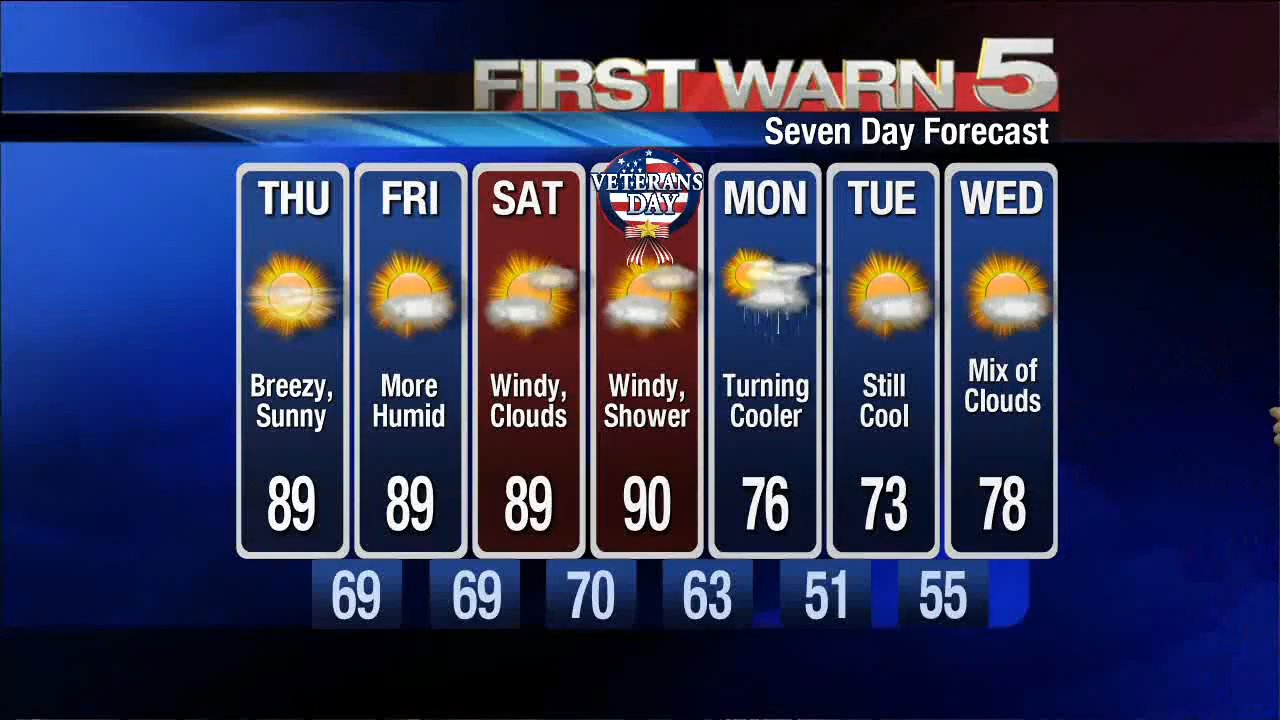 FIRST WARN 5
Seven Day Forecast
THU
FRI
SAT
VETERANS
DAY
MON
TUE
WED
Breezy,
Sunny
More
Humid
Windy,
Clouds
Windy,
Shower
Turning
Cooler
Still
Cool
Mix of
Clouds
89
89
89
90
76
73
78
69
69
70
63
51
55